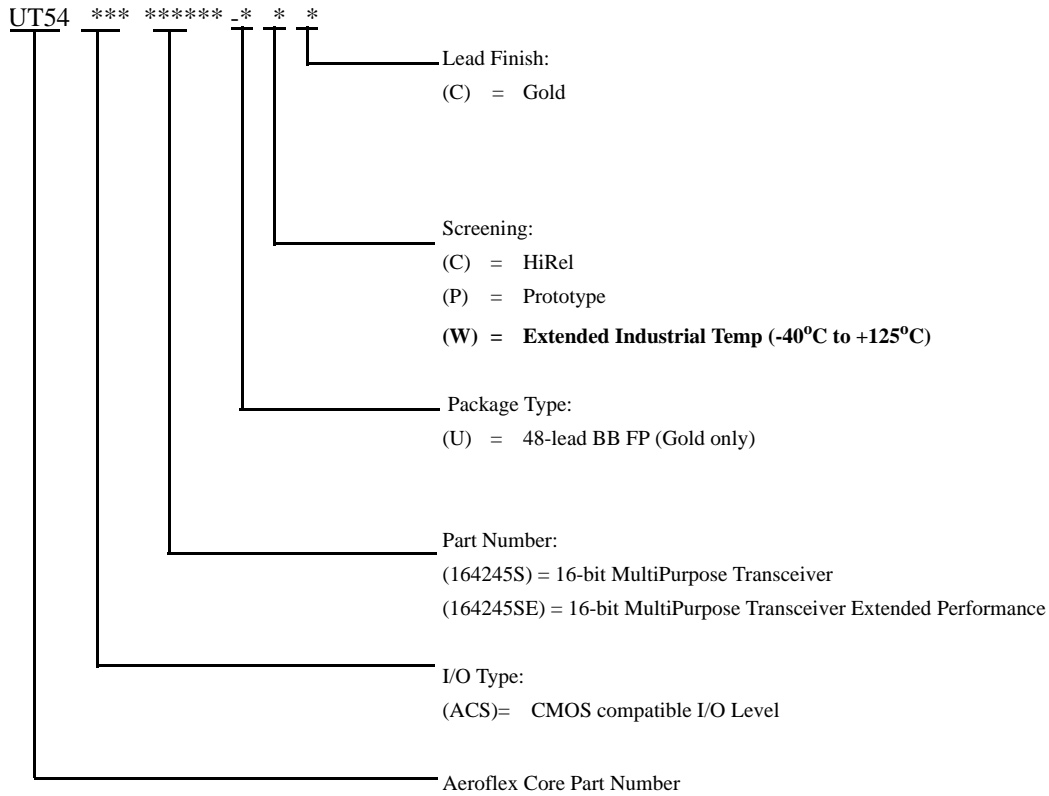 UT54 *** ****** -* * *
Lead Finish:
(C) = Gold
Screening:
(C) = HiRel
(P) = Prototype
(W) = Extended Industrial Temp (-40oC to +125oC)
Package Type:
(U) = 48-lead BB FP (Gold only)
Part Number:
(164245S) = 16-bit MultiPurpose Transceiver
(164245SE) = 16-bit MultiPurpose Transceiver Extended Performance
I/O Type:
(ACS)= CMOS compatible I/O Level
Aeroflex Core Part Number